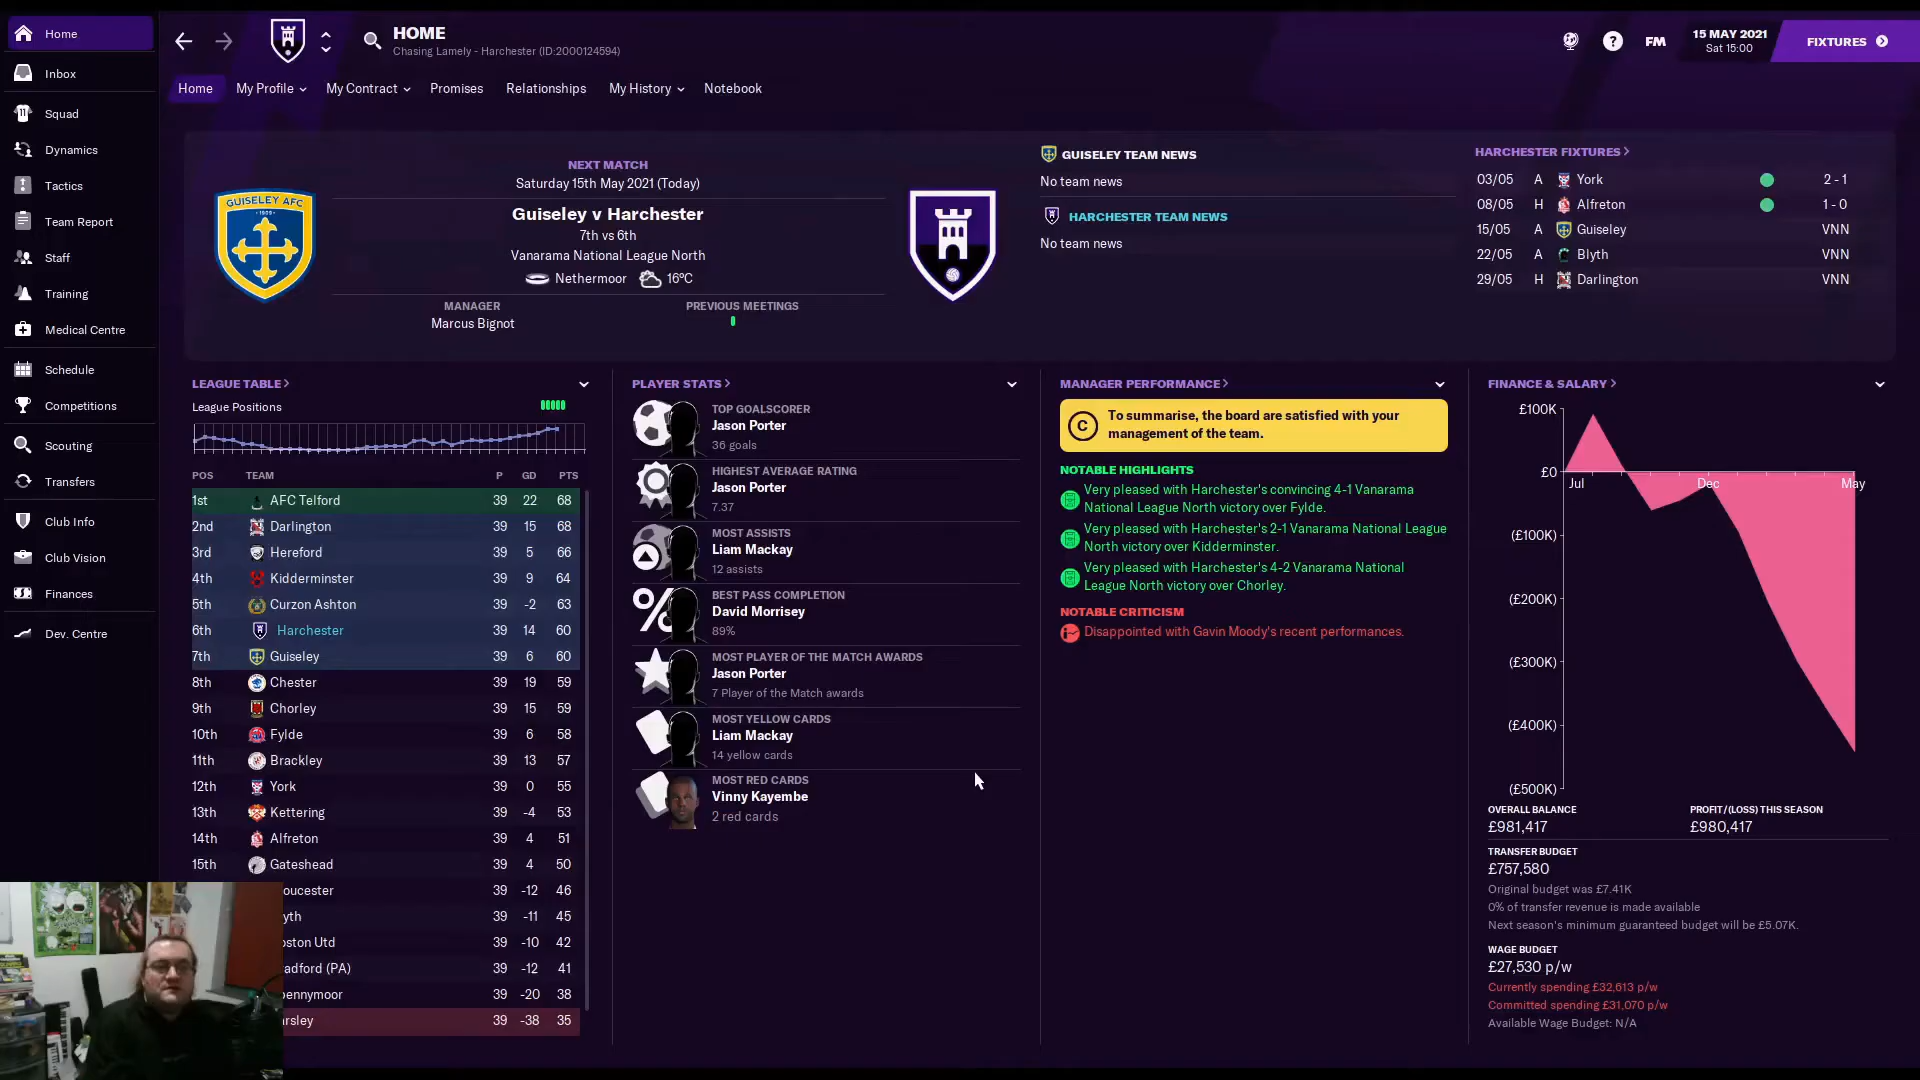 Home
Inbox
Squad
Dynamics
Tactics
Team Report
Staff
Training
Medical Centre
Schedule
Competitions
Scouting
Transfers
Club Info
Club Vision
Finances
Dev. Centre
HOME
Chasing Lamely - Harchester (ID:2000124594)
? FM
15 MAY 2021
Sat 15:00
FIXTURES
Home My Profile My Contract Promises Relationships My History Notebook
GUISELEY AFC
1909
NEXT MATCH
Saturday 15th May 2021 (Today)
Guiseley v Harchester
7th vs 6th
Vanarama National League North
Nethermoor 16ºC
MANAGER
Marcus Bignot
PREVIOUS MEETINGS
GUISELEY TEAM NEWS
No team news
HARCHESTER TEAM NEWS
No team news
HARCHESTER FIXTURES
03/05 A York 2 - 1
08/05 H Alfreton 1 - 0
15/05 A Guiseley VNN
22/05 A Blyth VNN
29/05 H Darlington VNN
LEAGUE TABLE
League Positions
POS TEAM P GD PTS
1st AFC Telford 39 22 68
2nd Darlington 39 15 68
3rd Hereford 39 5 66
4th Kidderminster 39 9 64
5th Curzon Ashton 39 -2 63
6th Harchester 39 14 60
7th Guiseley 39 6 60
8th Chester 39 19 59
9th Chorley 39 15 59
10th Fylde 39 6 58
11th Brackley 39 13 57
12th York 39 0 55
13th Kettering 39 -4 53
14th Alfreton 39 4 51
15th Gateshead 39 4 50
oucester 39 -12 46
yth 39 -11 45
oston Utd 39 -10 42
adford (PA) 39 -12 41
pennymoor 39 -20 38
arsley 39 -38 35
PLAYER STATS
TOP GOALSCORER
Jason Porter
36 goals
HIGHEST AVERAGE RATING
Jason Porter
7.37
MOST ASSISTS
Liam Mackay
12 assists
BEST PASS COMPLETION
David Morrisey
89%
MOST PLAYER OF THE MATCH AWARDS
Jason Porter
7 Player of the Match awards
MOST YELLOW CARDS
Liam Mackay
14 yellow cards
MOST RED CARDS
Vinny Kayembe
2 red cards
MANAGER PERFORMANCE
C
To summarise, the board are satisfied with your
management of the team.
NOTABLE HIGHLIGHTS
Very pleased with Harchester's convincing 4-1 Vanarama
National League North victory over Fylde.
Very pleased with Harchester's 2-1 Vanarama National League
North victory over Kidderminster.
Very pleased with Harchester's 4-2 Vanarama National
League North victory over Chorley.
NOTABLE CRITICISM
Disappointed with Gavin Moody's recent performances.
FINANCE & SALARY
£100K
£0
(£100K)
(£200K)
(£300K)
(£400K)
(£500K)
Jul Dec May
OVERALL BALANCE
£981,417
PROFIT/(LOSS) THIS SEASON
£980,417
TRANSFER BUDGET
£757,580
Original budget was £7.41K
0% of transfer revenue is made available
Next season's minimum guaranteed budget will be £5.07K.
WAGE BUDGET
£27,530 p/w
Currently spending £32,613 p/w
Committed spending £31,070 p/w
Available Wage Budget: N/A